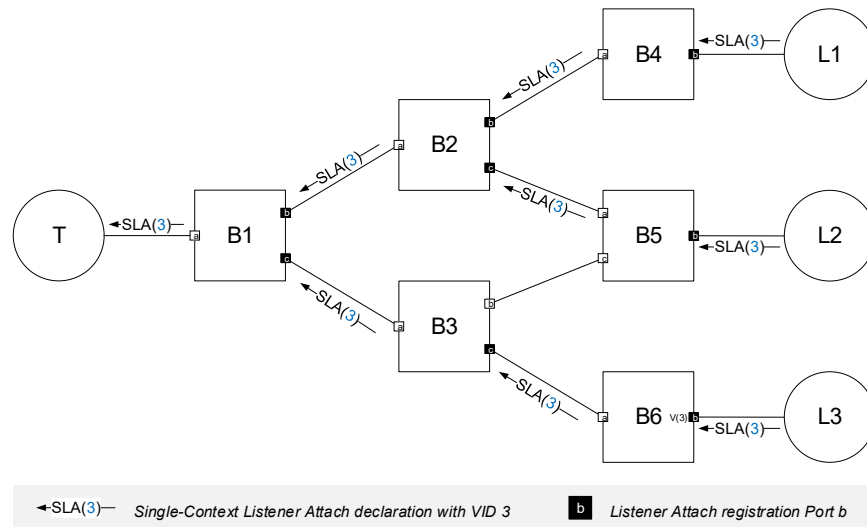 SLA(3)
a B4 b
L1
SLA(3)
b
a B2
c
SLA(3)
SLA(3)
SLA(3)
T
a B1
b
c
a B5 b
c
L2
SLA(3)
SLA(3)
b
a B3
c
SLA(3)
a B6 V(3) b
L3
SLA(3)
SLA(3) Single-Context Listener Attach declaration with VID 3 b Listener Attach registration Port b